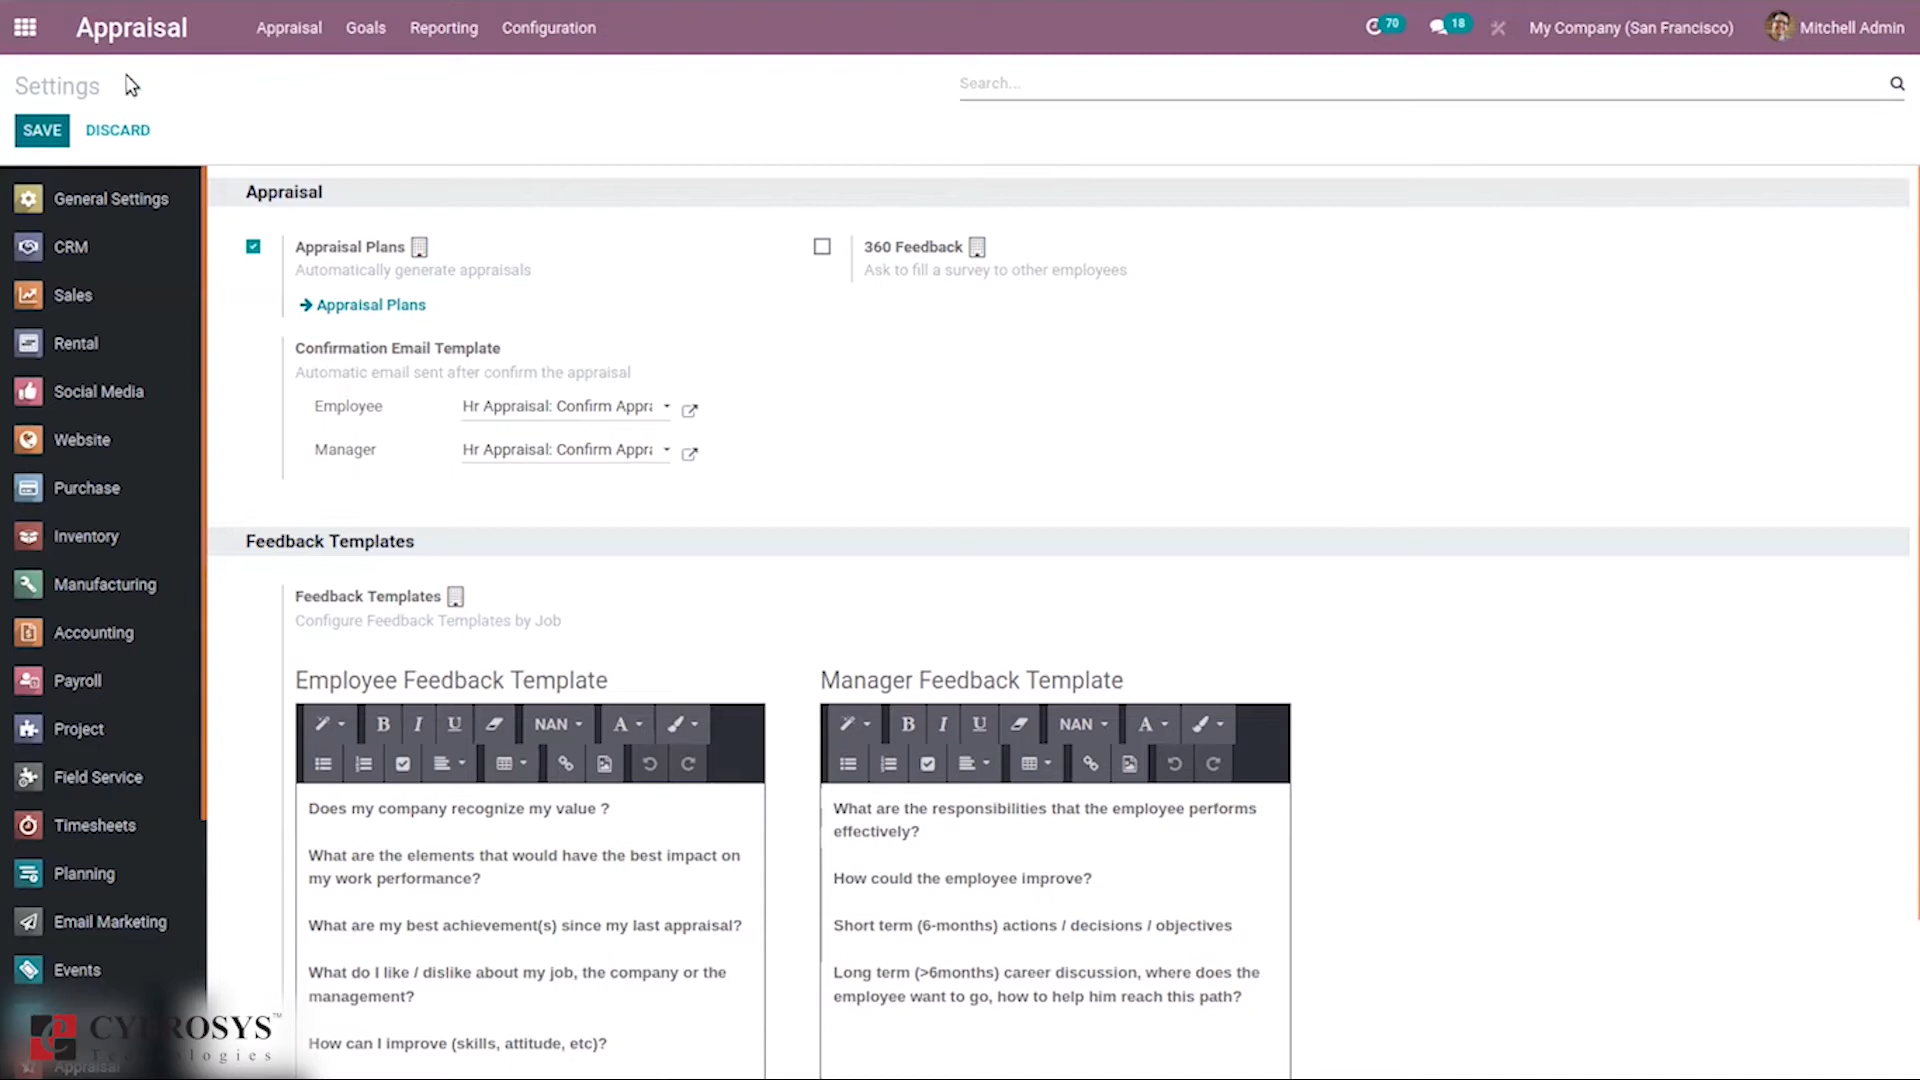 Appraisal
Appraisal Goals Reporting Configuration
70
18
My Company (San Francisco)
Mitchell Admin
Settings
Search...
SAVE
DISCARD
General Settings
CRM
Sales
Rental
Social Media
Website
Purchase
Inventory
Manufacturing
Accounting
Payroll
Project
Field Service
Timesheets
Planning
Email Marketing
Events
Appraisal
CYBROSYS™
Technologies
Appraisal
Appraisal Plans
Automatically generate appraisals
Appraisal Plans
360 Feedback
Ask to fill a survey to other employees
Confirmation Email Template
Automatic email sent after confirm the appraisal
Employee Hr Appraisal: Confirm Appra
Manager Hr Appraisal: Confirm Appra
Feedback Templates
Feedback Templates
Configure Feedback Templates by Job
Employee Feedback Template
B I U NAN A
Does my company recognize my value ?
What are the elements that would have the best impact on
my work performance?
What are my best achievement(s) since my last appraisal?
What do I like / dislike about my job, the company or the
management?
How can I improve (skills, attitude, etc)?
Manager Feedback Template
B I U NAN A
What are the responsibilities that the employee performs
effectively?
How could the employee improve?
Short term (6-months) actions / decisions / objectives
Long term (>6months) career discussion, where does the
employee want to go, how to help him reach this path?